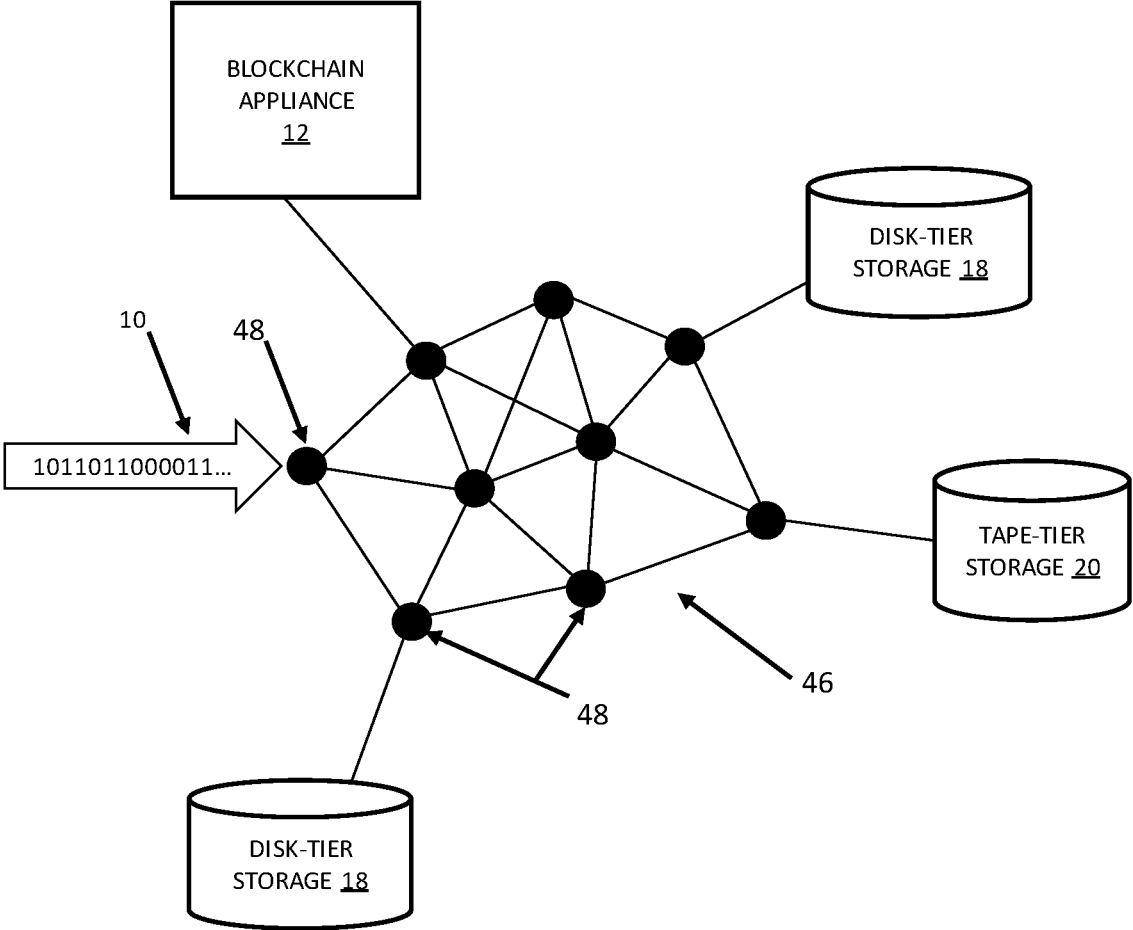 BLOCKCHAIN
APPLIANCE
12
DISK-TIER
STORAGE 18
10
48
1011011000011...
TAPE-TIER
STORAGE 20
46
48
DISK-TIER
STORAGE 18